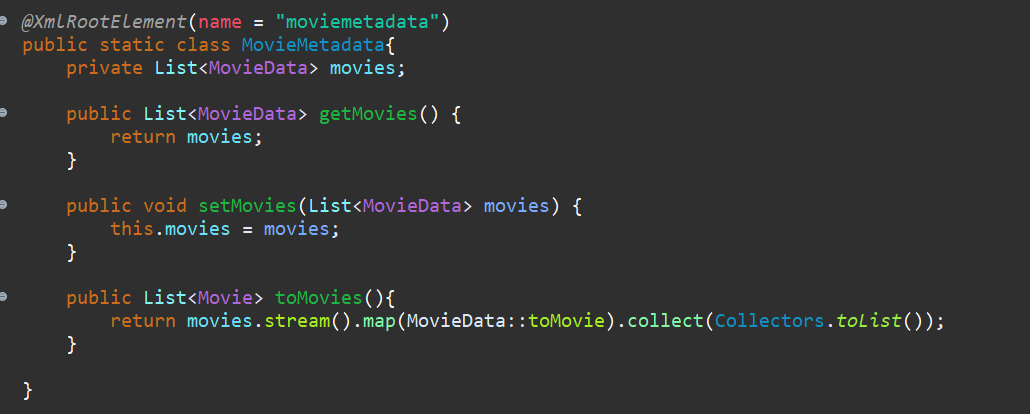 @XmlRootElement(name = "moviemetadata")
public static class MovieMetadata{
    private List<MovieData> movies;

    public List<MovieData> getMovies() {
        return movies;
    }

    public void setMovies(List<MovieData> movies) {
        this.movies = movies;
    }

    public List<Movie> toMovies(){
        return movies.stream().map(MovieData::toMovie).collect(Collectors.toList());
    }

}